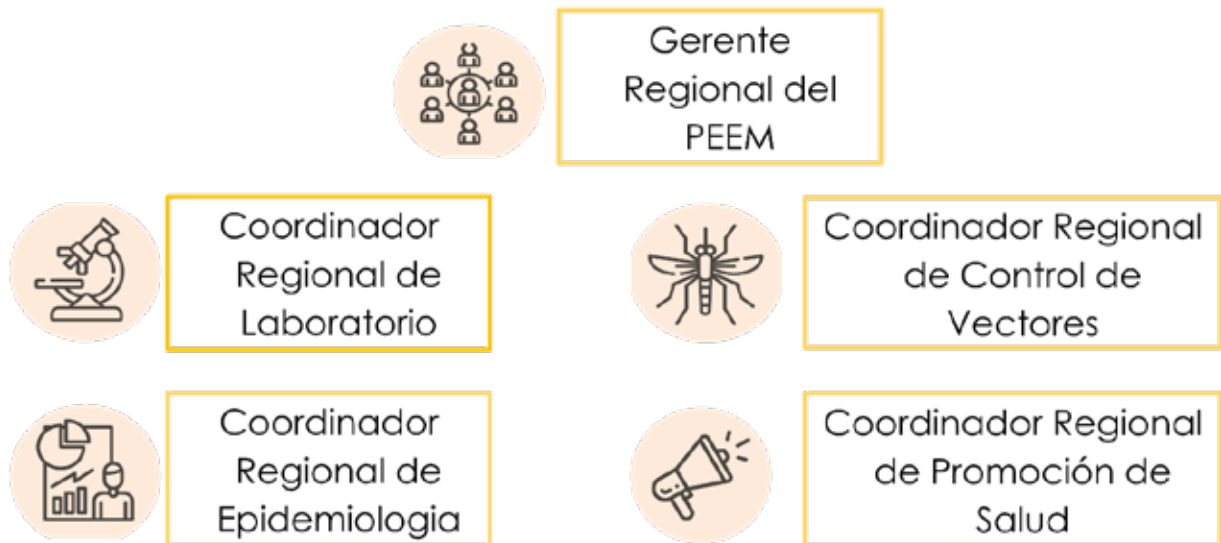 Gerente
Regional del
PEEM
Coordinador
Regional de
Laboratorio
Coordinador Regional
de Control de
Vectores
Coordinador
Regional de
Epidemiologia
Coordinador Regional
de Promoción de
Salud